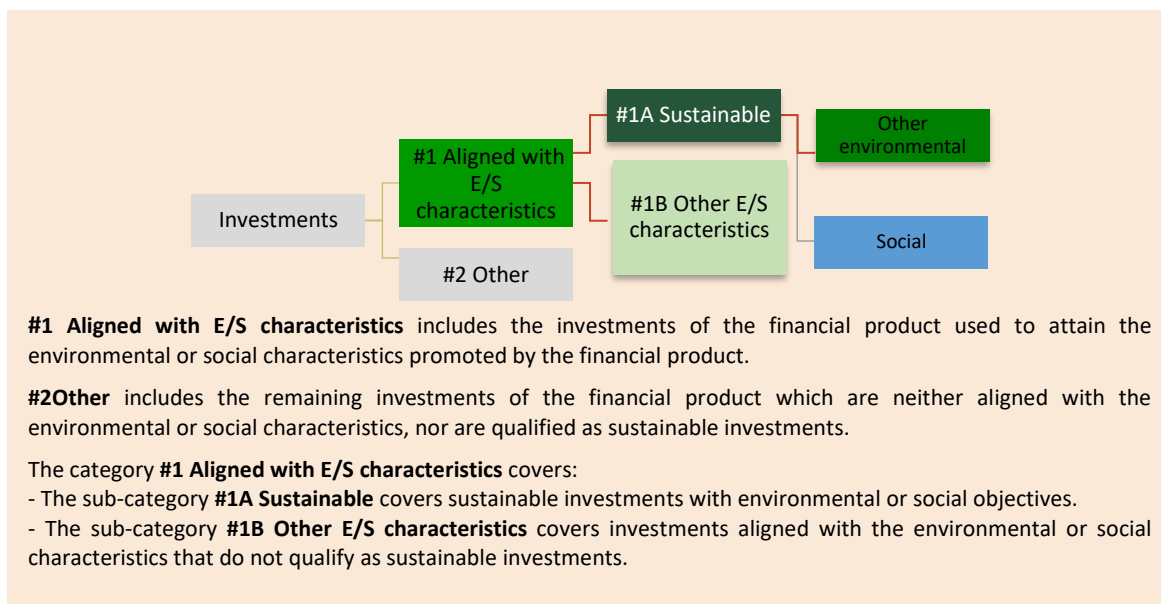 #1A Sustainable
Other
environmental
#1 Aligned with
E/S
characteristics
#1B Other E/S
characteristics
Investments
Social
#2 Other
#1 Aligned with E/S characteristics includes the investments of the financial product used to attain the
environmental or social characteristics promoted by the financial product.
#2Other includes the remaining investments of the financial product which are neither aligned with the
environmental or social characteristics, nor are qualified as sustainable investments.
The category #1 Aligned with E/S characteristics covers:
- The sub-category #1A Sustainable covers sustainable investments with environmental or social objectives.
- The sub-category #1B Other E/S characteristics covers investments aligned with the environmental or social
characteristics that do not qualify as sustainable investments.